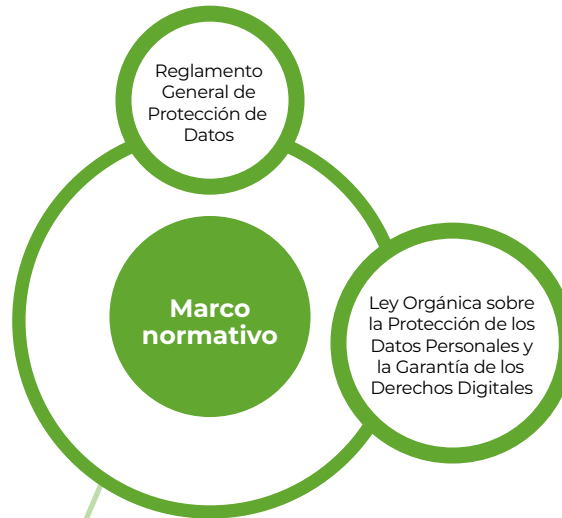 Reglamento
General de
Protección de
Datos
Marco
normativo
Ley Orgánica sobre
la Protección de los
Datos Personales y
la Garantía de los
Derechos Digitales